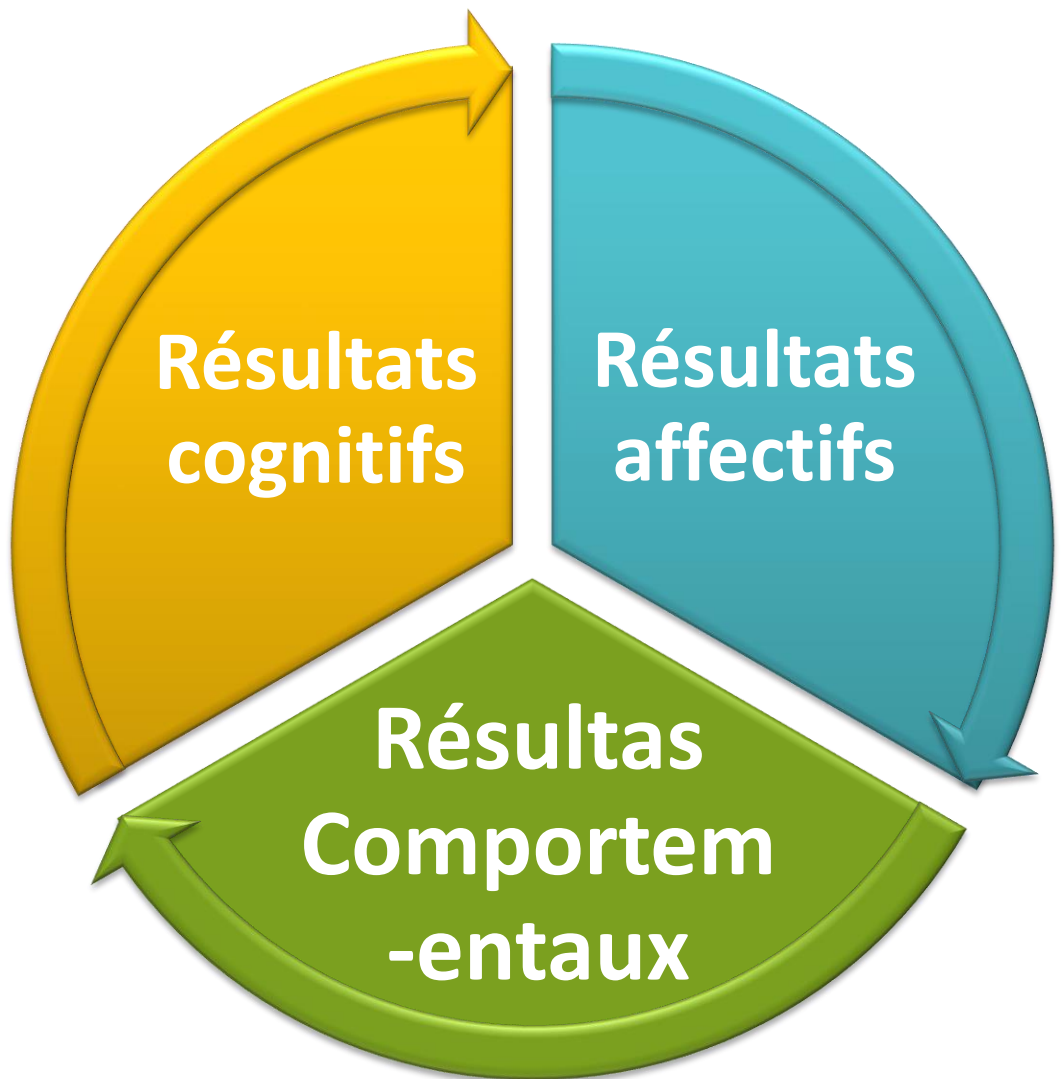 Résultats
cognitifs
Résultats
affectifs
Résultas
Comportem
-entaux